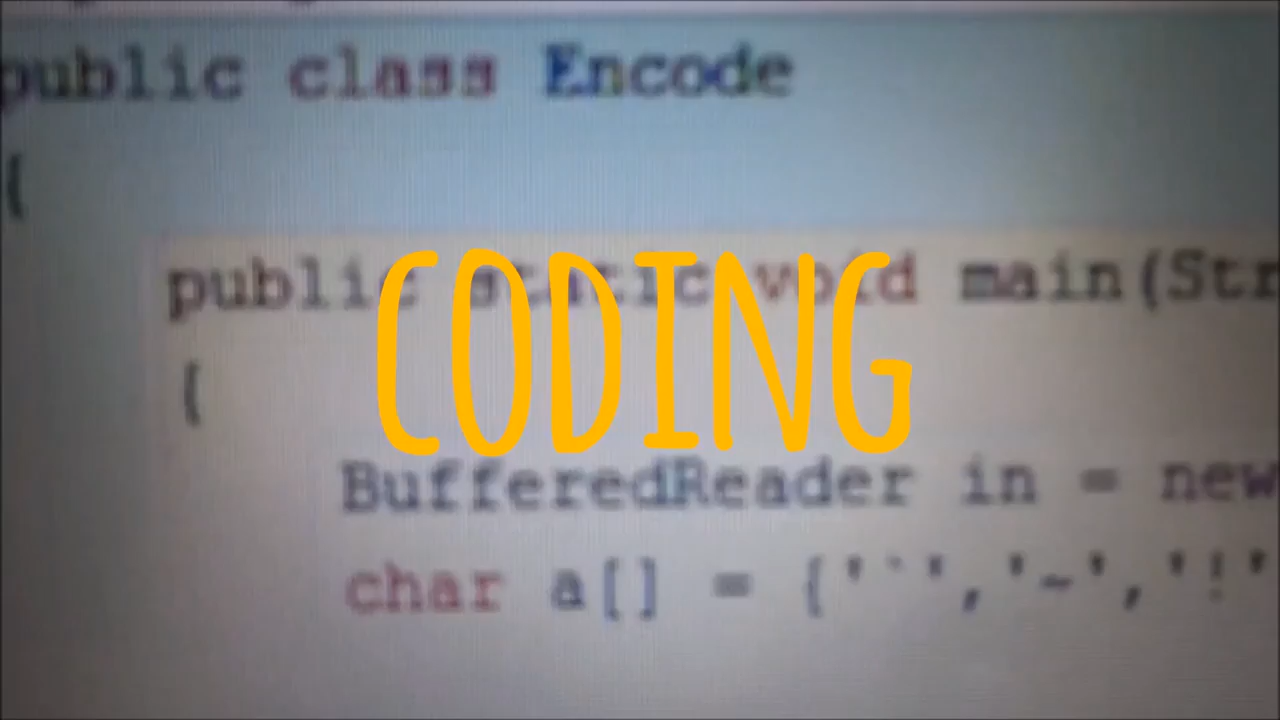 public class Encode
{
public static void main(Str
CODING
{
BufferedReader in = new
char a[] = {'`','~','!'